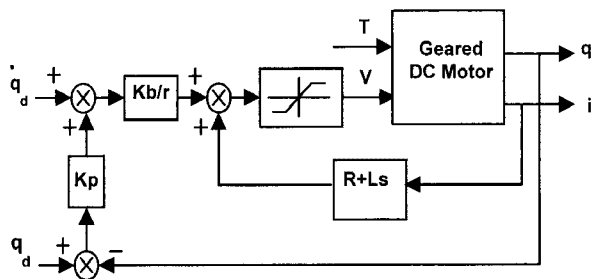 T
Geared
DC Motor
q
q̇d
+
+
Kb/r
+
+
V
i
Kp
R+Ls
qd
+
−